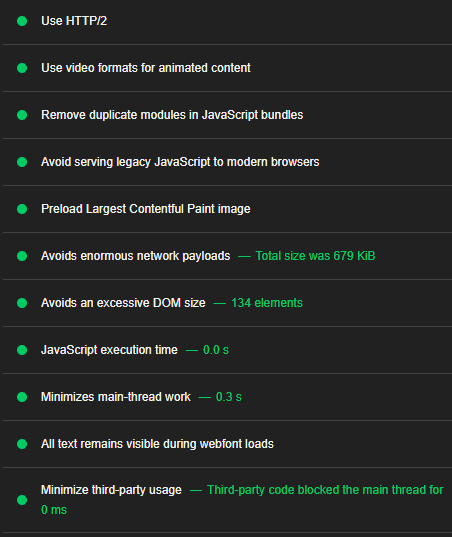 Use HTTP/2
Use video formats for animated content
Remove duplicate modules in JavaScript bundles
Avoid serving legacy JavaScript to modern browsers
Preload Largest Contentful Paint image
Avoids enormous network payloads — Total size was 679 KiB
Avoids an excessive DOM size — 134 elements
JavaScript execution time — 0.0 s
Minimizes main-thread work — 0.3 s
All text remains visible during webfont loads
Minimize third-party usage — Third-party code blocked the main thread for
0 ms